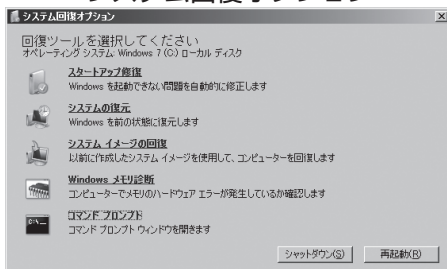 システム回復オプション
システム回復オプション
回復ツールを選択してください
オペレーティング システム: Windows 7 (C:) ローカル ディスク
スタートアップ修復
Windows を起動できない問題を自動的に修正します
システムの復元
Windows を前の状態に復元します
システム イメージの回復
以前に作成したシステム イメージを使用して、コンピューターを回復します
Windows メモリ診断
コンピューターでメモリのハードウェア エラーが発生しているか確認します
コマンド プロンプト
コマンド プロンプト ウィンドウを開きます
シャットダウン(S) 再起動(R)